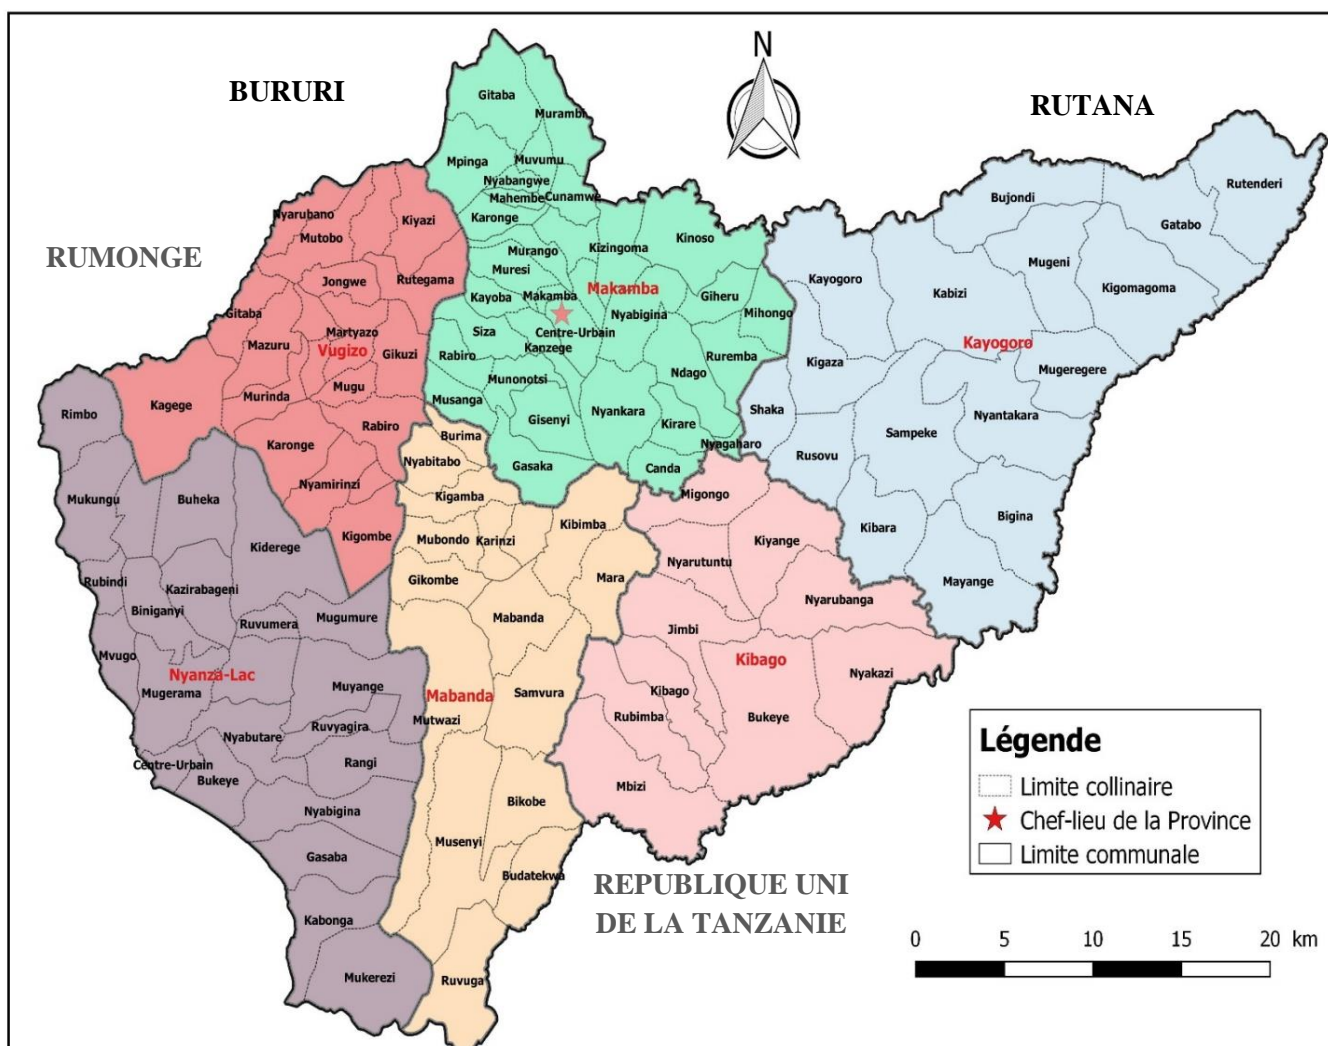 BURURI
N
RUTANA
RUMONGE
Gitaba
Murambi
Mpinga
Muvumu
Nyabangwe
Mahembe
Cunamwe
Karonge
Murango
Kizingoma
Kinoso
Muresi
Makamba
Kayoba
Makamba
Giheru
Mihongo
Nyabigina
Siza
Centre-Urbain
Kanzege
Rabiro
Ruremba
Munonotsi
Ndago
Musanga
Gisenyi
Nyankara
Kirare
Nyagaharo
Gasaka
Canda
Nyarubano
Kiyazi
Mutobo
Jongwe
Rutegama
Gitaba
Martyazo
Mazuru
Vugizo
Gikuzi
Kagege
Murinda
Mugu
Rabiro
Karonge
Nyamirinzi
Kigombe
Rutenderi
Bujondi
Gatabo
Mugeni
Kayogoro
Kabizi
Kigomagoma
Kigaza
Kayogoro
Mugeregere
Shaka
Nyantakara
Sampeke
Rusovu
Kibara
Bigina
Mayange
Rimbo
Mukungu
Buheka
Kiderege
Rubindi
Kazirabageni
Biniganyi
Ruvumera
Mugumure
Mvugo
Nyanza-Lac
Mugerama
Muyange
Ruvyagira
Nyabutare
Centre-Urbain
Bukeye
Rangi
Nyabigina
Gasaba
Kabonga
Mukerezi
Burima
Nyabitabo
Kigamba
Kibimba
Mubondo
Karinzi
Gikombe
Mara
Mabanda
Mabanda
Samvura
Mutwazi
Bikobe
Musenyi
Budatekwa
Ruvuga
Migongo
Kiyange
Nyarutuntu
Nyarubanga
Jimbi
Kibago
Nyakazi
Kibago
Rubimba
Bukeye
Mbizi
REPUBLIQUE UNI
DE LA TANZANIE
Légende
Limite collinaire
Chef-lieu de la Province
Limite communale
0 5 10 15 20 km